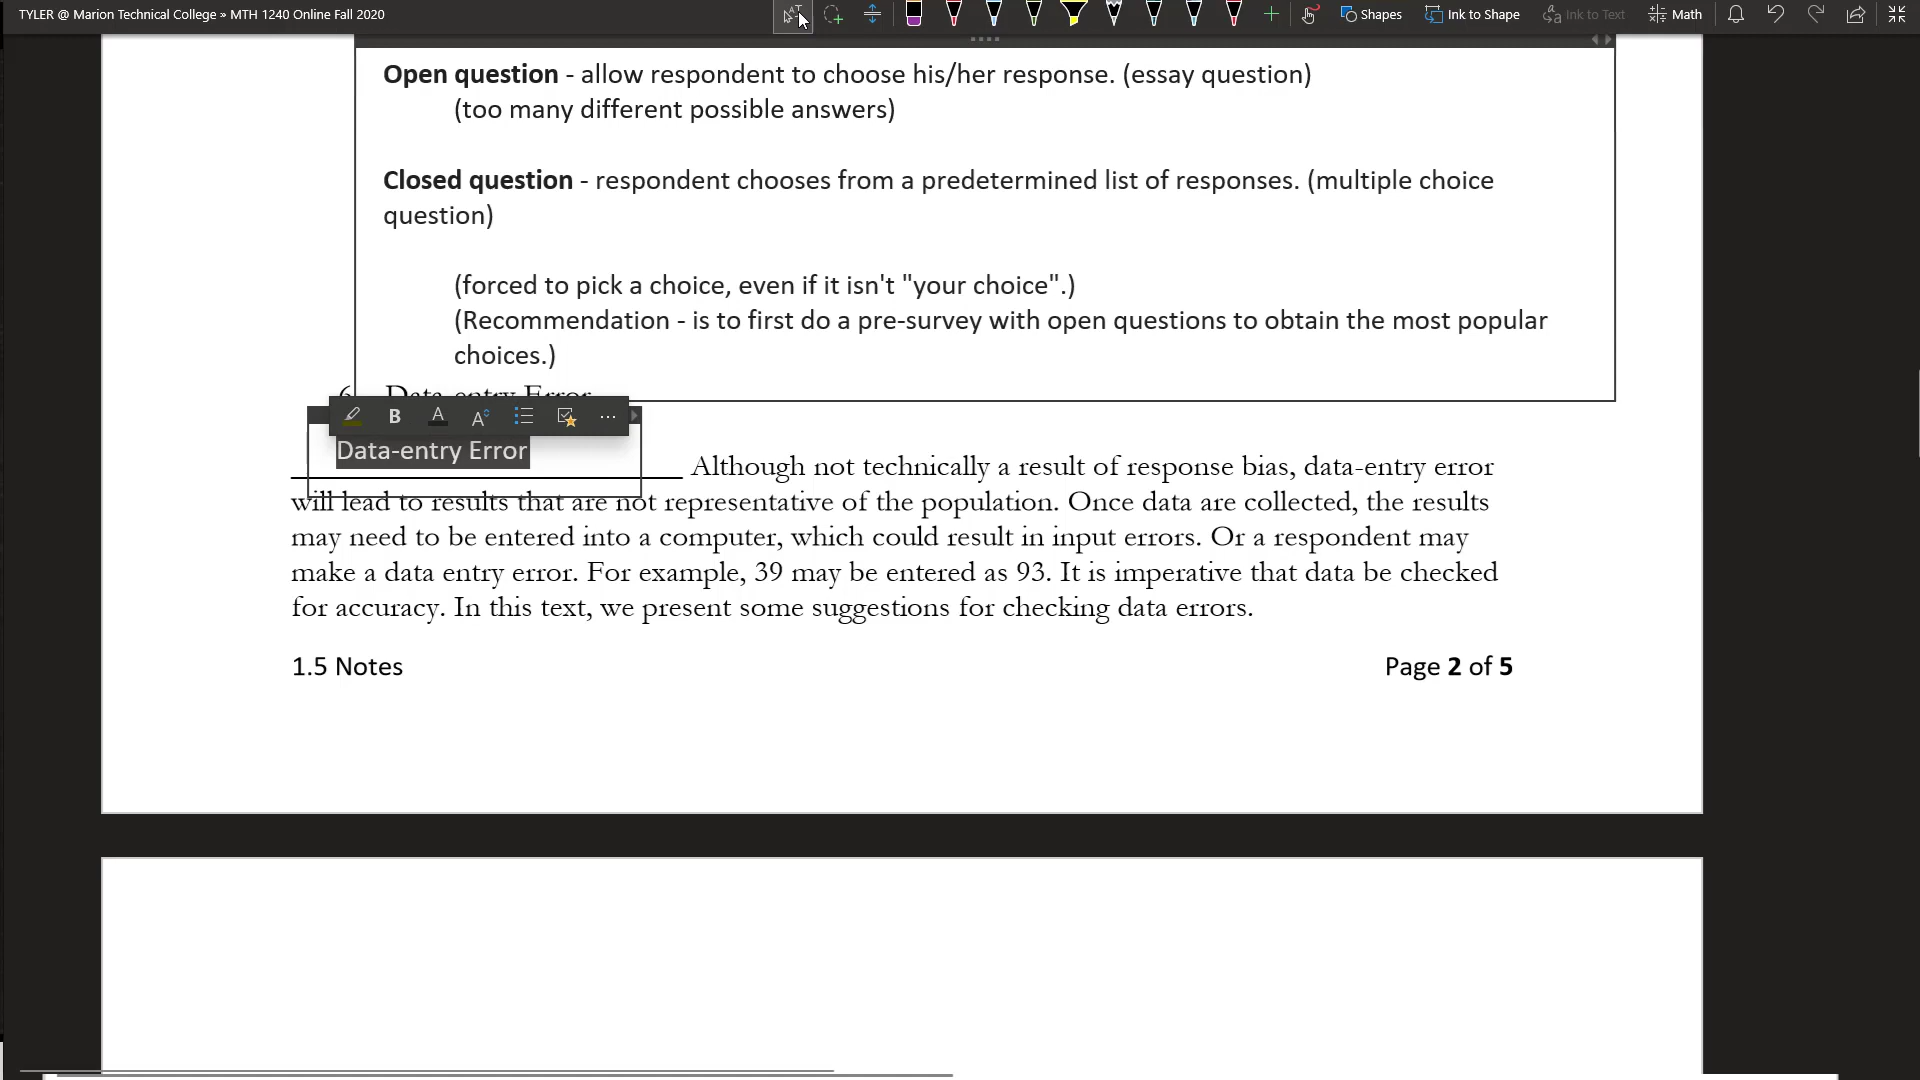 TYLER @ Marion Technical College » MTH 1240 Online Fall 2020
Shapes Ink to Shape Ink to Text Math
Open question - allow respondent to choose his/her response. (essay question)
(too many different possible answers)
Closed question - respondent chooses from a predetermined list of responses. (multiple choice
question)
(forced to pick a choice, even if it isn't "your choice".)
(Recommendation - is to first do a pre-survey with open questions to obtain the most popular
choices.)
6. Data-entry Error
B A A ...
Data-entry Error
Although not technically a result of response bias, data-entry error
will lead to results that are not representative of the population. Once data are collected, the results
may need to be entered into a computer, which could result in input errors. Or a respondent may
make a data entry error. For example, 39 may be entered as 93. It is imperative that data be checked
for accuracy. In this text, we present some suggestions for checking data errors.
1.5 Notes Page 2 of 5